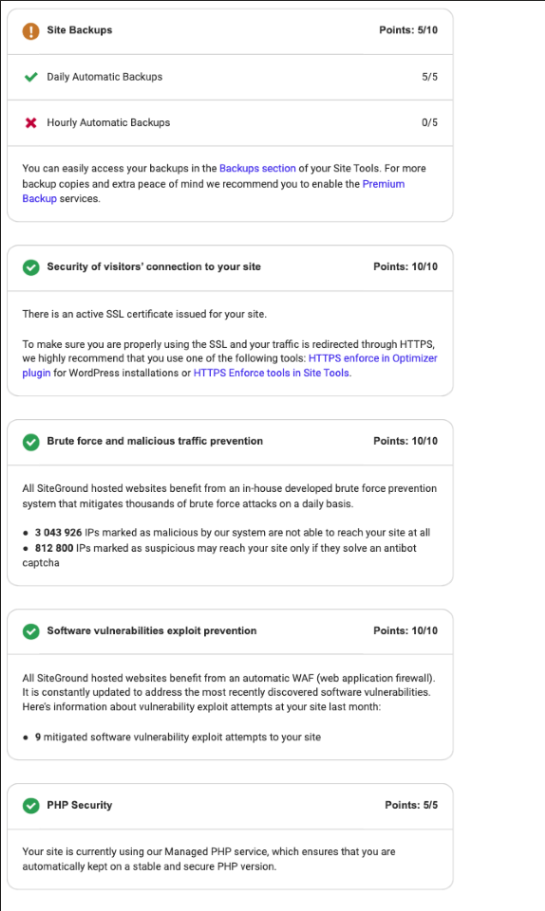 Site Backups Points: 5/10
Daily Automatic Backups 5/5
Hourly Automatic Backups 0/5
You can easily access your backups in the Backups section of your Site Tools. For more
backup copies and extra peace of mind we recommend you to enable the Premium
Backup services.
Security of visitors' connection to your site Points: 10/10
There is an active SSL certificate issued for your site.
To make sure you are properly using the SSL and your traffic is redirected through HTTPS,
we highly recommend that you use one of the following tools: HTTPS enforce in Optimizer
plugin for WordPress installations or HTTPS Enforce tools in Site Tools.
Brute force and malicious traffic prevention Points: 10/10
All SiteGround hosted websites benefit from an in-house developed brute force prevention
system that mitigates thousands of brute force attacks on a daily basis.
● 3 043 926 IPs marked as malicious by our system are not able to reach your site at all
● 812 800 IPs marked as suspicious may reach your site only if they solve an antibot
captcha
Software vulnerabilities exploit prevention Points: 10/10
All SiteGround hosted websites benefit from an automatic WAF (web application firewall).
It is constantly updated to address the most recently discovered software vulnerabilities.
Here's information about vulnerability exploit attempts at your site last month:
● 9 mitigated software vulnerability exploit attempts to your site
PHP Security Points: 5/5
Your site is currently using our Managed PHP service, which ensures that you are
automatically kept on a stable and secure PHP version.